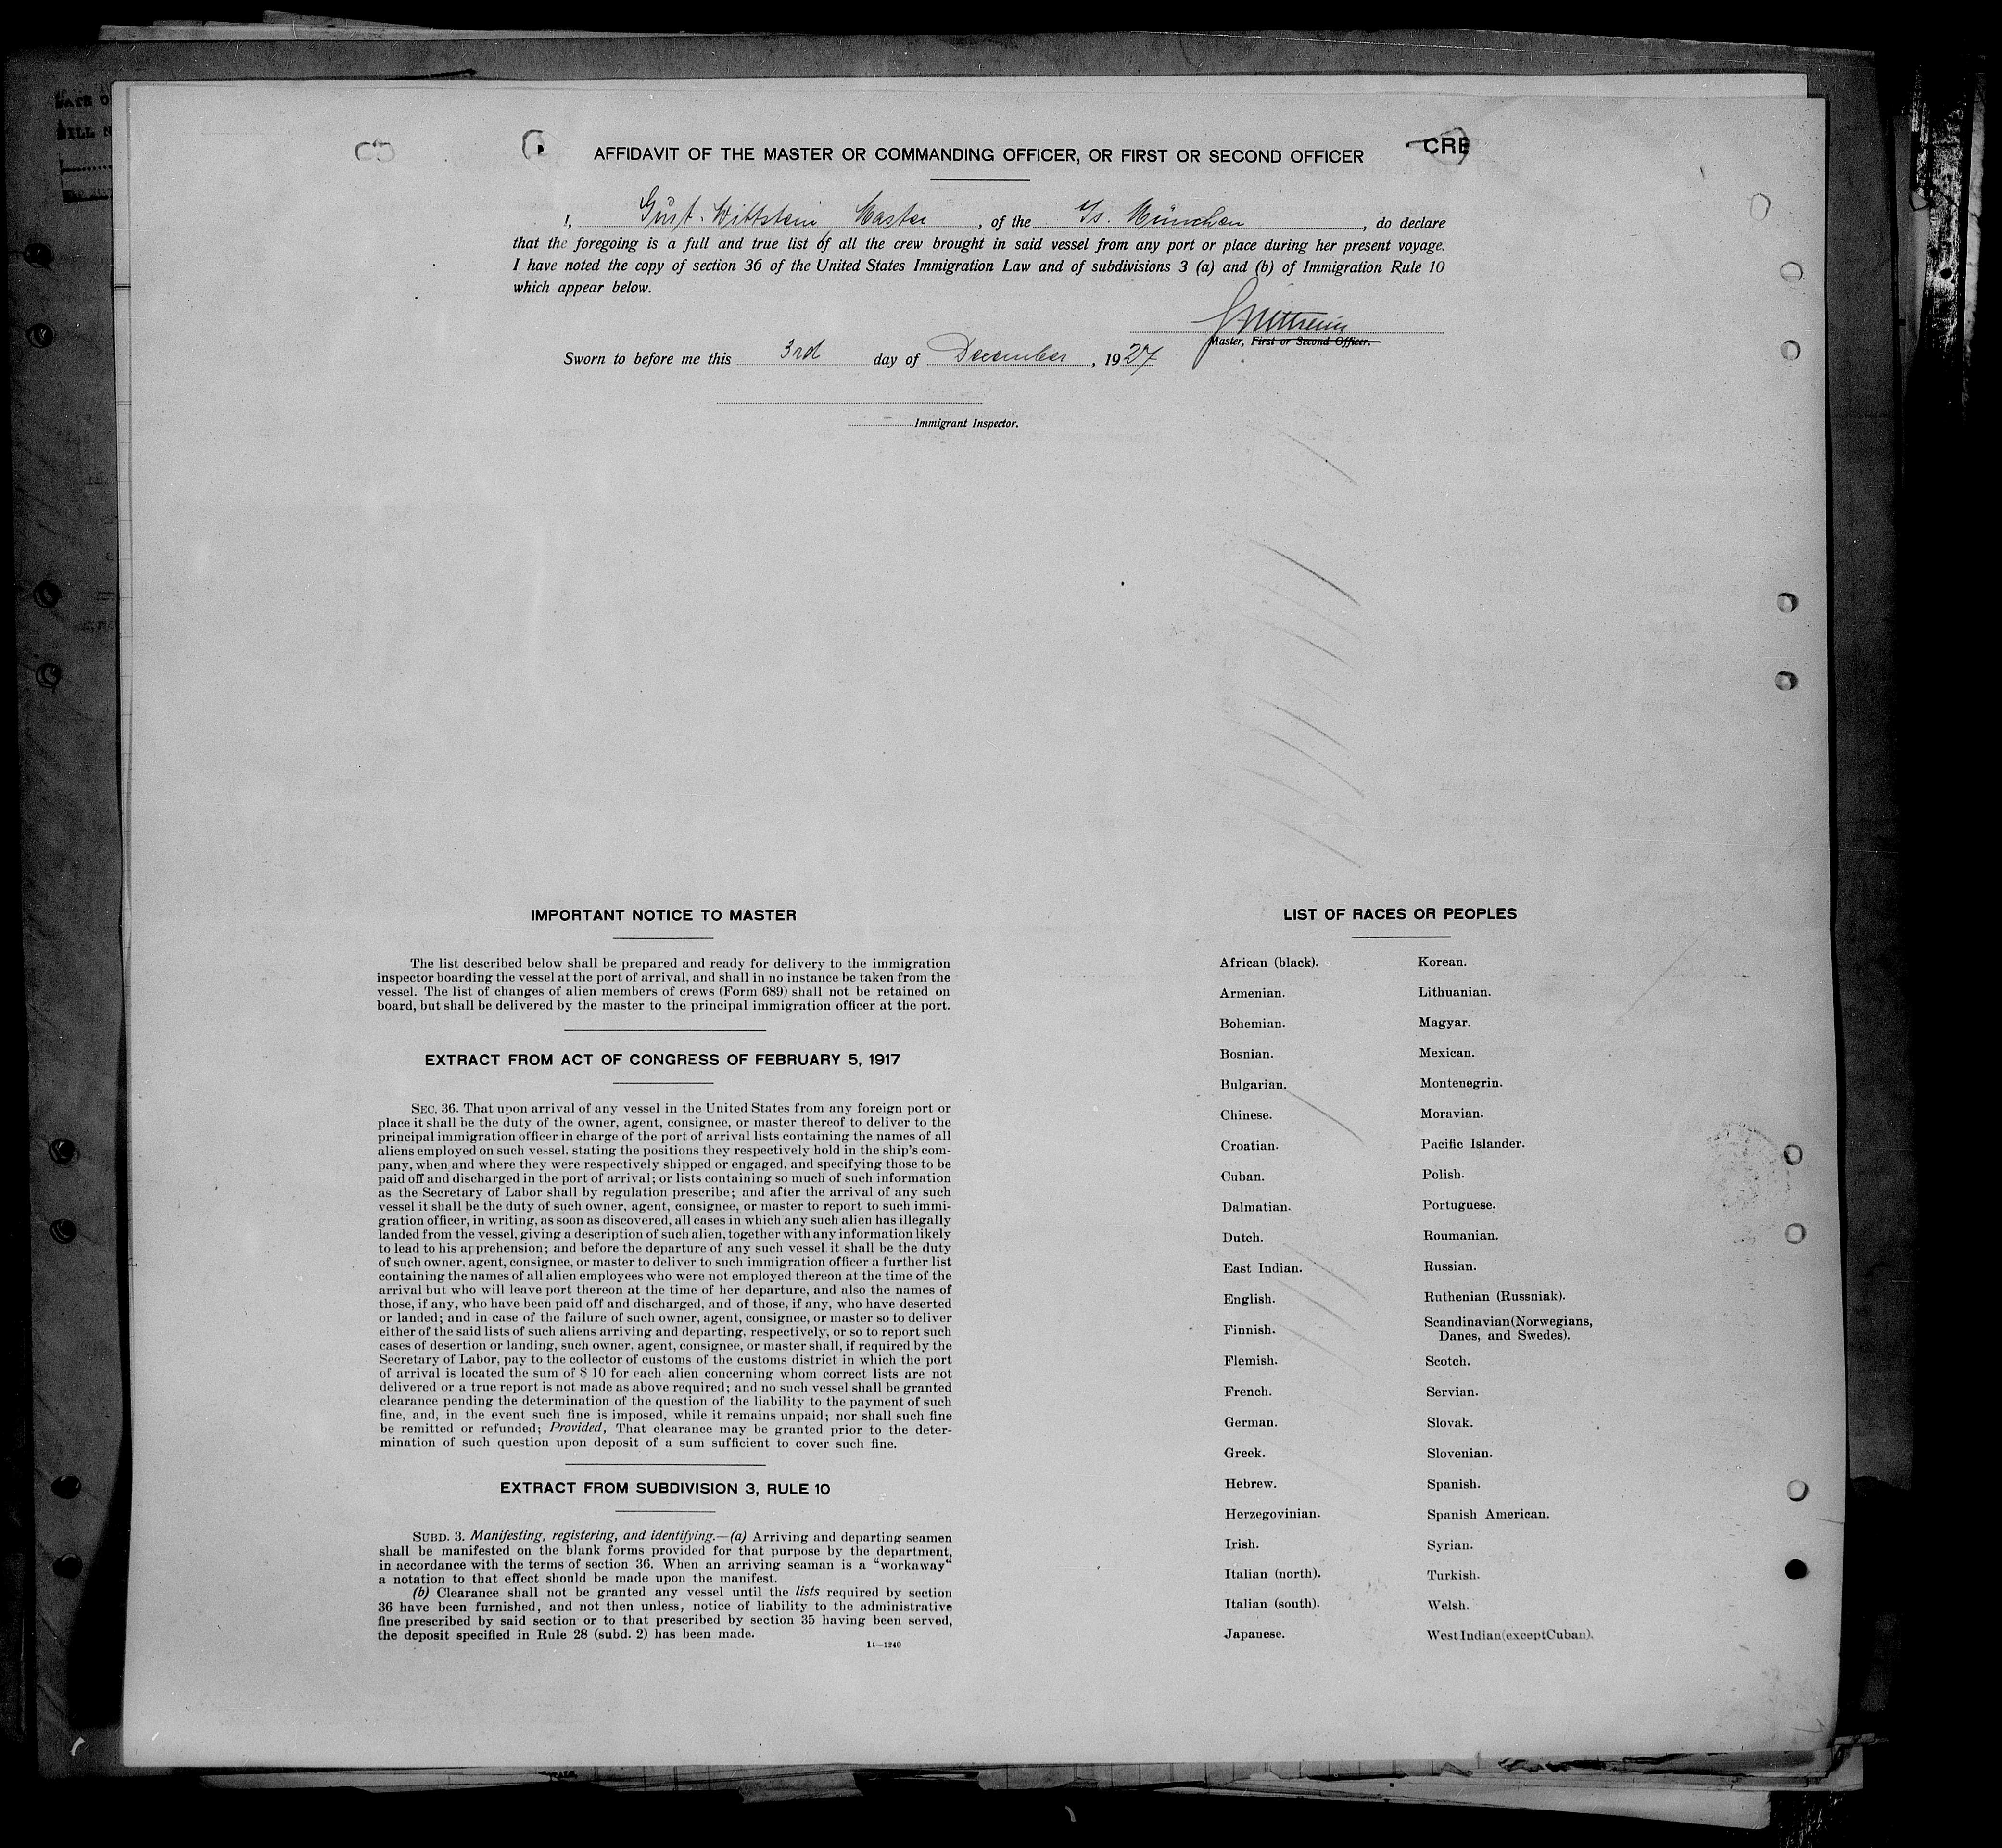 CRE
AFFIDAVIT OF THE MASTER OR COMMANDING OFFICER, OR FIRST OR SECOND OFFICER
I, Gust. Wittstein, Master, of the D/s. München, do declare
that the foregoing is a full and true list of all the crew brought in said vessel from any port or place during her present voyage.
I have noted the copy of section 36 of the United States Immigration Law and of subdivisions 3 (a) and (b) of Immigration Rule 10
which appear below.
GWittstein
Master, First or Second Officer.
Sworn to before me this 3rd day of December, 1927
Immigrant Inspector.
IMPORTANT NOTICE TO MASTER
The list described below shall be prepared and ready for delivery to the immigration
inspector boarding the vessel at the port of arrival, and shall in no instance be taken from the
vessel. The list of changes of alien members of crews (Form 689) shall not be retained on
board, but shall be delivered by the master to the principal immigration officer at the port.
EXTRACT FROM ACT OF CONGRESS OF FEBRUARY 5, 1917
SEC. 36. That upon arrival of any vessel in the United States from any foreign port or
place it shall be the duty of the owner, agent, consignee, or master thereof to deliver to the
principal immigration officer in charge of the port of arrival lists containing the names of all
aliens employed on such vessel, stating the positions they respectively hold in the ship's com-
pany, when and where they were respectively shipped or engaged, and specifying those to be
paid off and discharged in the port of arrival; or lists containing so much of such information
as the Secretary of Labor shall by regulation prescribe; and after the arrival of any such
vessel it shall be the duty of such owner, agent, consignee, or master to report to such immi-
gration officer, in writing, as soon as discovered, all cases in which any such alien has illegally
landed from the vessel, giving a description of such alien, together with any information likely
to lead to his apprehension; and before the departure of any such vessel it shall be the duty
of such owner, agent, consignee, or master to deliver to such immigration officer a further list
containing the names of all alien employees who were not employed thereon at the time of the
arrival but who will leave port thereon at the time of her departure, and also the names of
those, if any, who have been paid off and discharged, and of those, if any, who have deserted
or landed; and in case of the failure of such owner, agent, consignee, or master so to deliver
either of the said lists of such aliens arriving and departing, respectively, or so to report such
cases of desertion or landing, such owner, agent, consignee, or master shall, if required by the
Secretary of Labor, pay to the collector of customs of the customs district in which the port
of arrival is located the sum of $ 10 for each alien concerning whom correct lists are not
delivered or a true report is not made as above required; and no such vessel shall be granted
clearance pending the determination of the question of the liability to the payment of such
fine, and, in the event such fine is imposed, while it remains unpaid; nor shall such fine
be remitted or refunded; Provided, That clearance may be granted prior to the deter-
mination of such question upon deposit of a sum sufficient to cover such fine.
EXTRACT FROM SUBDIVISION 3, RULE 10
SUBD. 3. Manifesting, registering, and identifying.—(a) Arriving and departing seamen
shall be manifested on the blank forms provided for that purpose by the department,
in accordance with the terms of section 36. When an arriving seaman is a “workaway“
a notation to that effect should be made upon the manifest.
(b) Clearance shall not be granted any vessel until the lists required by section
36 have been furnished, and not then unless, notice of liability to the administrative
fine prescribed by said section or to that prescribed by section 35 having been served,
the deposit specified in Rule 28 (subd. 2) has been made.
14—1240
LIST OF RACES OR PEOPLES
African (black).
Armenian.
Bohemian.
Bosnian.
Bulgarian.
Chinese.
Croatian.
Cuban.
Dalmatian.
Dutch.
East Indian.
English.
Finnish.
Flemish.
French.
German.
Greek.
Hebrew.
Herzegovinian.
Irish.
Italian (north).
Italian (south).
Japanese.
Korean.
Lithuanian.
Magyar.
Mexican.
Montenegrin.
Moravian.
Pacific Islander.
Polish.
Portuguese.
Roumanian.
Russian.
Ruthenian (Russniak).
Scandinavian (Norwegians,
Danes, and Swedes).
Scotch.
Servian.
Slovak.
Slovenian.
Spanish.
Spanish American.
Syrian.
Turkish.
Welsh.
West Indian (except Cuban).